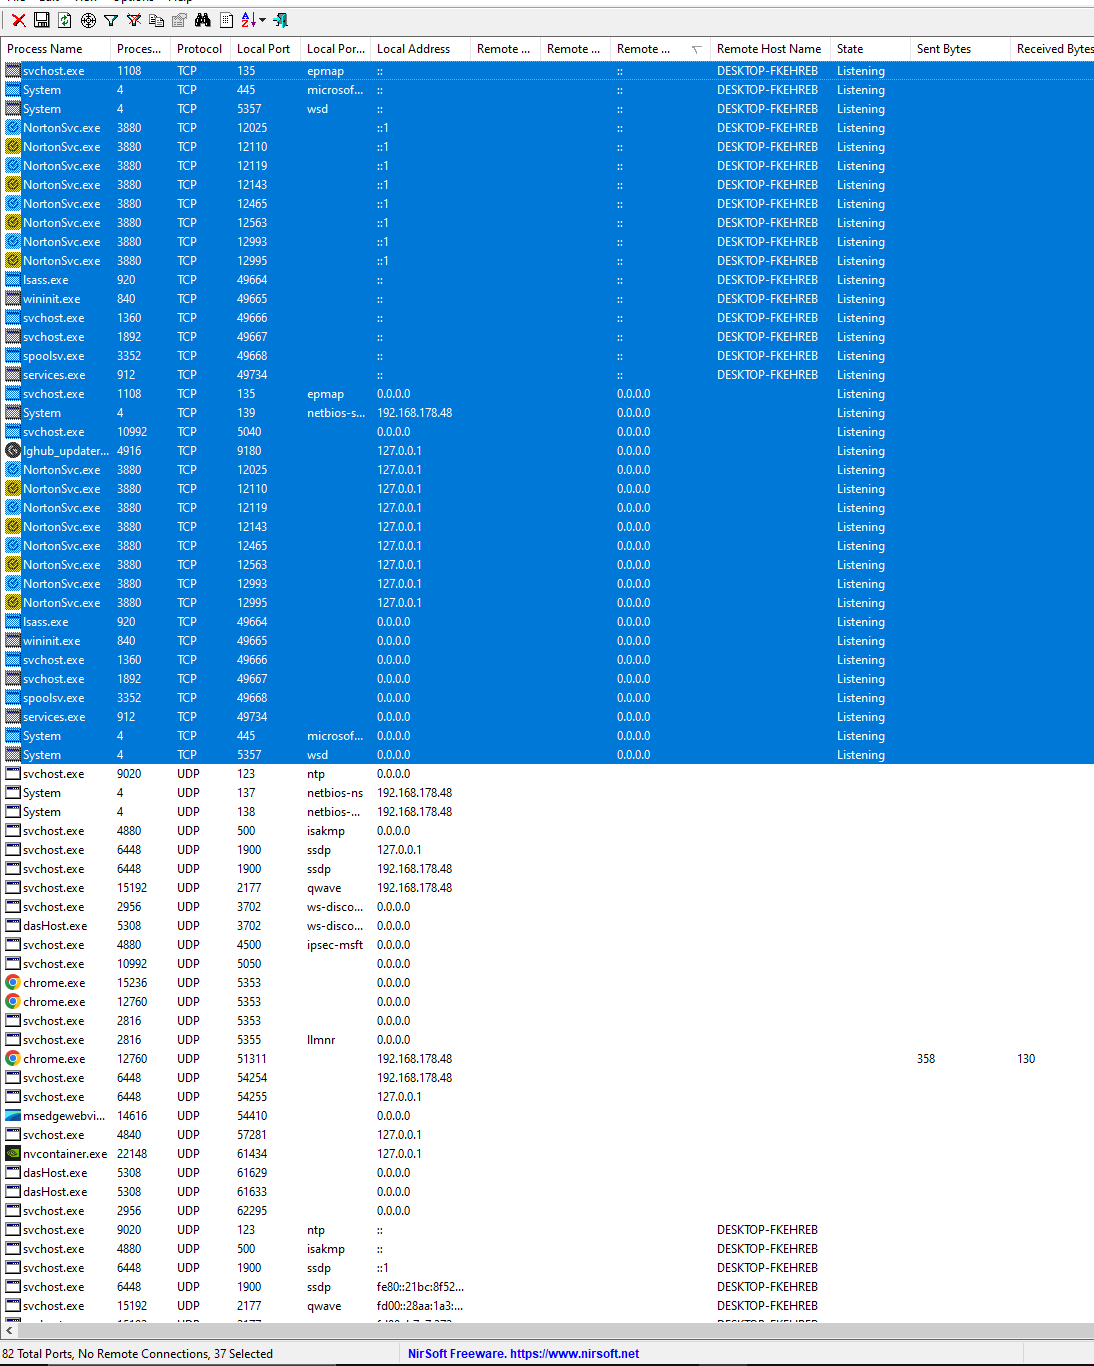 Process Name Proces... Protocol Local Port Local Por... Local Address Remote ... Remote ... Remote ... Remote Host Name State Sent Bytes Received Bytes
svchost.exe 1108 TCP 135 epmap :: :: DESKTOP-FKEHREB Listening
System 4 TCP 445 microsof... :: :: DESKTOP-FKEHREB Listening
System 4 TCP 5357 wsd :: :: DESKTOP-FKEHREB Listening
NortonSvc.exe 3880 TCP 12025 ::1 :: DESKTOP-FKEHREB Listening
NortonSvc.exe 3880 TCP 12110 ::1 :: DESKTOP-FKEHREB Listening
NortonSvc.exe 3880 TCP 12119 ::1 :: DESKTOP-FKEHREB Listening
NortonSvc.exe 3880 TCP 12143 ::1 :: DESKTOP-FKEHREB Listening
NortonSvc.exe 3880 TCP 12465 ::1 :: DESKTOP-FKEHREB Listening
NortonSvc.exe 3880 TCP 12563 ::1 :: DESKTOP-FKEHREB Listening
NortonSvc.exe 3880 TCP 12993 ::1 :: DESKTOP-FKEHREB Listening
NortonSvc.exe 3880 TCP 12995 ::1 :: DESKTOP-FKEHREB Listening
lsass.exe 920 TCP 49664 :: :: DESKTOP-FKEHREB Listening
wininit.exe 840 TCP 49665 :: :: DESKTOP-FKEHREB Listening
svchost.exe 1360 TCP 49666 :: :: DESKTOP-FKEHREB Listening
svchost.exe 1892 TCP 49667 :: :: DESKTOP-FKEHREB Listening
spoolsv.exe 3352 TCP 49668 :: :: DESKTOP-FKEHREB Listening
services.exe 912 TCP 49734 :: :: DESKTOP-FKEHREB Listening
svchost.exe 1108 TCP 135 epmap 0.0.0.0 0.0.0.0 Listening
System 4 TCP 139 netbios-s... 192.168.178.48 0.0.0.0 Listening
svchost.exe 10992 TCP 5040 0.0.0.0 0.0.0.0 Listening
lghub_updater... 4916 TCP 9180 127.0.0.1 0.0.0.0 Listening
NortonSvc.exe 3880 TCP 12025 127.0.0.1 0.0.0.0 Listening
NortonSvc.exe 3880 TCP 12110 127.0.0.1 0.0.0.0 Listening
NortonSvc.exe 3880 TCP 12119 127.0.0.1 0.0.0.0 Listening
NortonSvc.exe 3880 TCP 12143 127.0.0.1 0.0.0.0 Listening
NortonSvc.exe 3880 TCP 12465 127.0.0.1 0.0.0.0 Listening
NortonSvc.exe 3880 TCP 12563 127.0.0.1 0.0.0.0 Listening
NortonSvc.exe 3880 TCP 12993 127.0.0.1 0.0.0.0 Listening
NortonSvc.exe 3880 TCP 12995 127.0.0.1 0.0.0.0 Listening
lsass.exe 920 TCP 49664 0.0.0.0 0.0.0.0 Listening
wininit.exe 840 TCP 49665 0.0.0.0 0.0.0.0 Listening
svchost.exe 1360 TCP 49666 0.0.0.0 0.0.0.0 Listening
svchost.exe 1892 TCP 49667 0.0.0.0 0.0.0.0 Listening
spoolsv.exe 3352 TCP 49668 0.0.0.0 0.0.0.0 Listening
services.exe 912 TCP 49734 0.0.0.0 0.0.0.0 Listening
System 4 TCP 445 microsof... 0.0.0.0 0.0.0.0 Listening
System 4 TCP 5357 wsd 0.0.0.0 0.0.0.0 Listening
svchost.exe 9020 UDP 123 ntp 0.0.0.0
System 4 UDP 137 netbios-ns 192.168.178.48
System 4 UDP 138 netbios-... 192.168.178.48
svchost.exe 4880 UDP 500 isakmp 0.0.0.0
svchost.exe 6448 UDP 1900 ssdp 127.0.0.1
svchost.exe 6448 UDP 1900 ssdp 192.168.178.48
svchost.exe 15192 UDP 2177 qwave 192.168.178.48
svchost.exe 2956 UDP 3702 ws-disco... 0.0.0.0
dasHost.exe 5308 UDP 3702 ws-disco... 0.0.0.0
svchost.exe 4880 UDP 4500 ipsec-msft 0.0.0.0
svchost.exe 10992 UDP 5050 0.0.0.0
chrome.exe 15236 UDP 5353 0.0.0.0
chrome.exe 12760 UDP 5353 0.0.0.0
svchost.exe 2816 UDP 5353 0.0.0.0
svchost.exe 2816 UDP 5355 llmnr 0.0.0.0
chrome.exe 12760 UDP 51311 192.168.178.48 358 130
svchost.exe 6448 UDP 54254 192.168.178.48
svchost.exe 6448 UDP 54255 127.0.0.1
msedgewebvi... 14616 UDP 54410 0.0.0.0
svchost.exe 4840 UDP 57281 127.0.0.1
nvcontainer.exe 22148 UDP 61434 127.0.0.1
dasHost.exe 5308 UDP 61629 0.0.0.0
dasHost.exe 5308 UDP 61633 0.0.0.0
svchost.exe 2956 UDP 62295 0.0.0.0
svchost.exe 9020 UDP 123 ntp :: DESKTOP-FKEHREB
svchost.exe 4880 UDP 500 isakmp :: DESKTOP-FKEHREB
svchost.exe 6448 UDP 1900 ssdp ::1 DESKTOP-FKEHREB
svchost.exe 6448 UDP 1900 ssdp fe80::21bc:8f52... DESKTOP-FKEHREB
svchost.exe 15192 UDP 2177 qwave fd00::28aa:1a3:... DESKTOP-FKEHREB
82 Total Ports, No Remote Connections, 37 Selected NirSoft Freeware. https://www.nirsoft.net